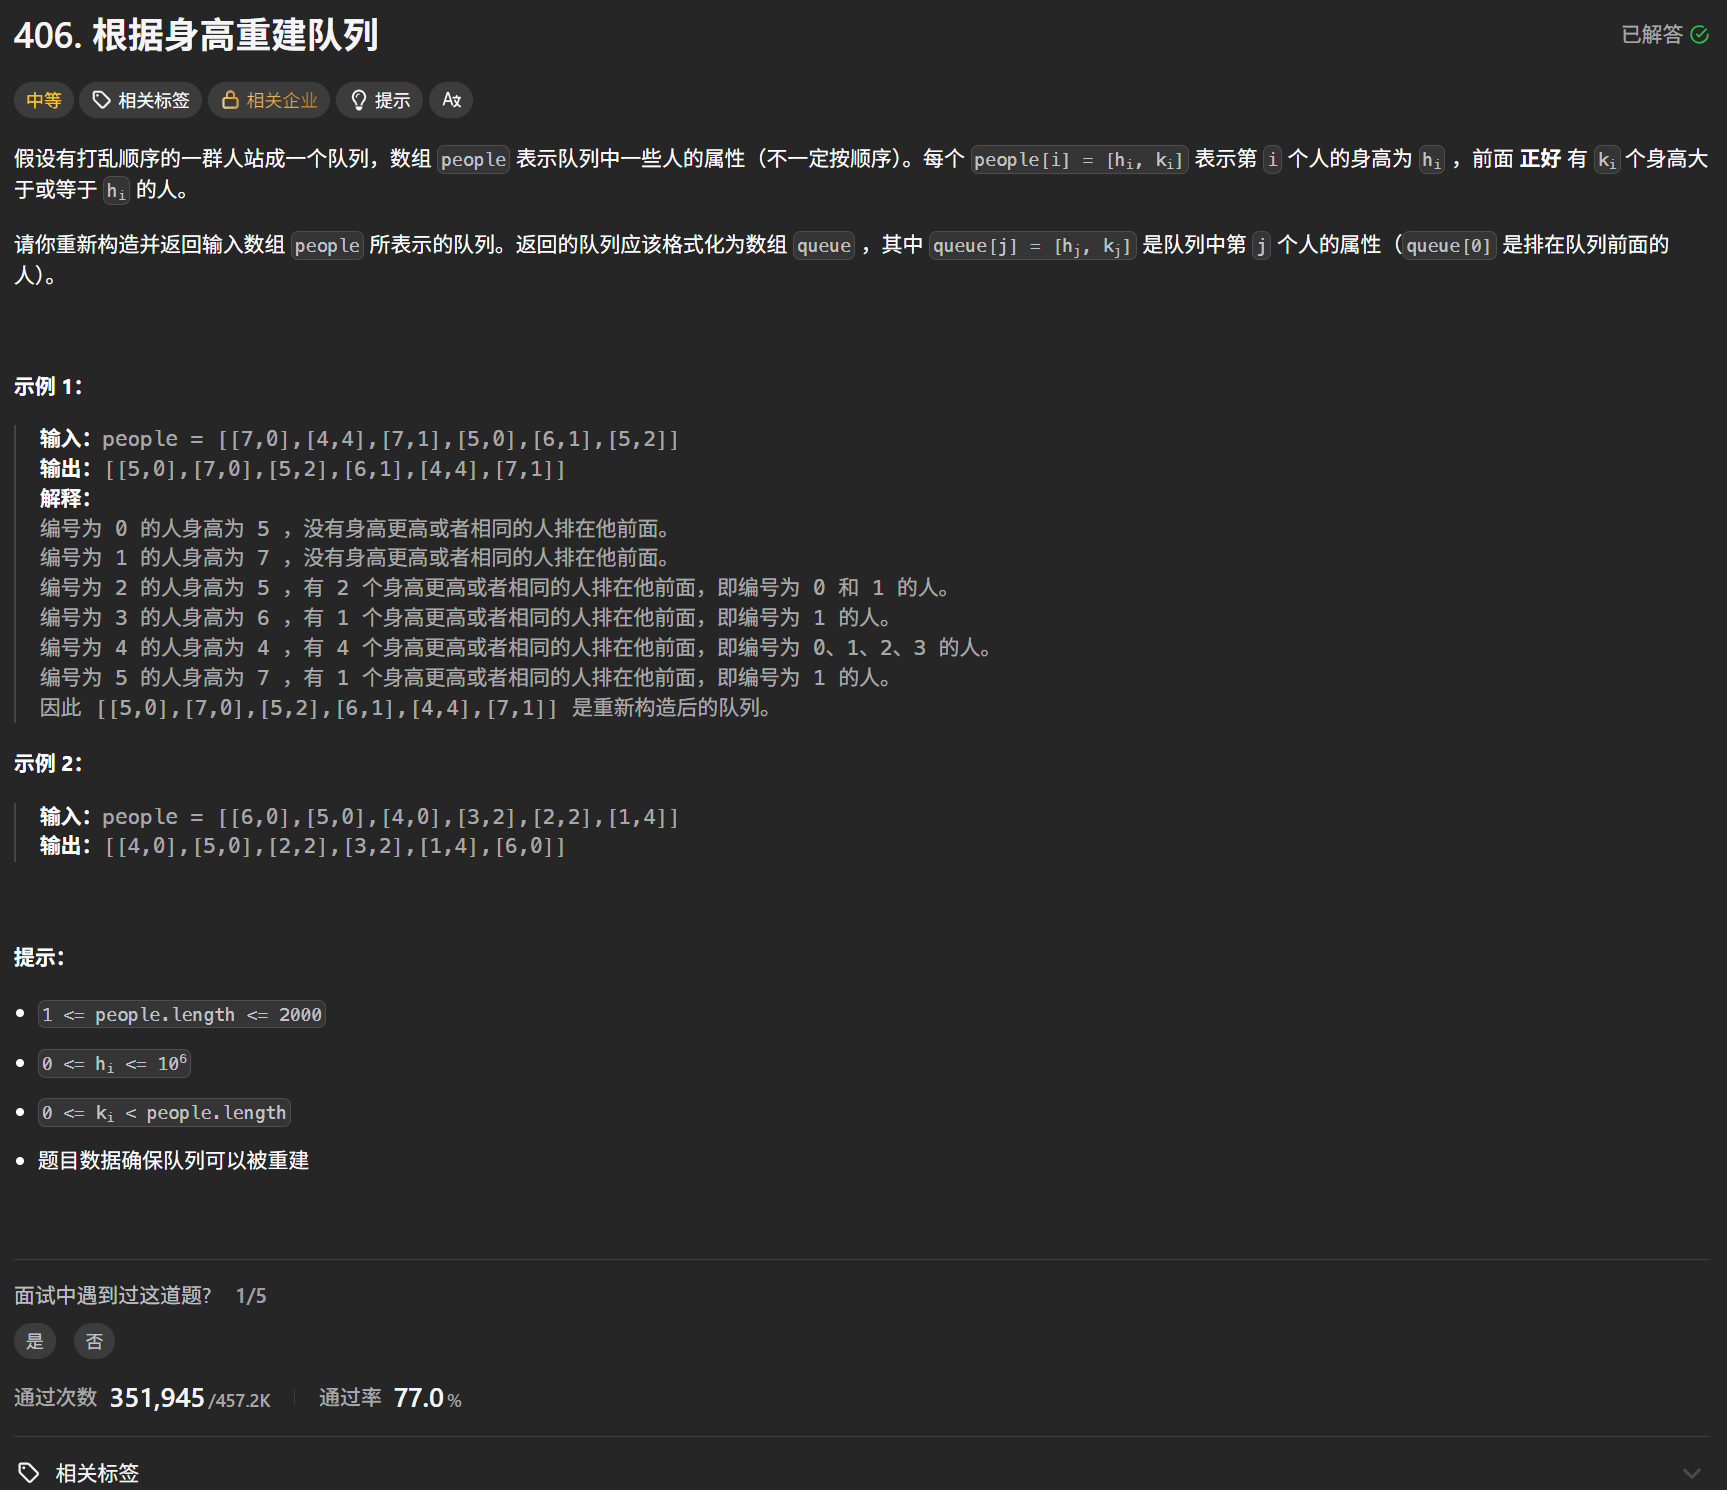 406. 根据身高重建队列
已解答
中等 相关标签 相关企业 提示
假设有打乱顺序的一群人站成一个队列，数组 people 表示队列中一些人的属性（不一定按顺序）。每个 people[i] = [hi, ki] 表示第 i 个人的身高为 hi ，前面 正好 有 ki 个身高大
于或等于 hi 的人。
请你重新构造并返回输入数组 people 所表示的队列。返回的队列应该格式化为数组 queue ，其中 queue[j] = [hj, kj] 是队列中第 j 个人的属性（queue[0] 是排在队列前面的
人）。
示例 1：
输入：people = [[7,0],[4,4],[7,1],[5,0],[6,1],[5,2]]
输出：[[5,0],[7,0],[5,2],[6,1],[4,4],[7,1]]
解释：
编号为 0 的人身高为 5 ，没有身高更高或者相同的人排在他前面。
编号为 1 的人身高为 7 ，没有身高更高或者相同的人排在他前面。
编号为 2 的人身高为 5 ，有 2 个身高更高或者相同的人排在他前面，即编号为 0 和 1 的人。
编号为 3 的人身高为 6 ，有 1 个身高更高或者相同的人排在他前面，即编号为 1 的人。
编号为 4 的人身高为 4 ，有 4 个身高更高或者相同的人排在他前面，即编号为 0、1、2、3 的人。
编号为 5 的人身高为 7 ，有 1 个身高更高或者相同的人排在他前面，即编号为 1 的人。
因此 [[5,0],[7,0],[5,2],[6,1],[4,4],[7,1]] 是重新构造后的队列。
示例 2：
输入：people = [[6,0],[5,0],[4,0],[3,2],[2,2],[1,4]]
输出：[[4,0],[5,0],[2,2],[3,2],[1,4],[6,0]]
提示：
1 <= people.length <= 2000
0 <= hi <= 10⁶
0 <= ki < people.length
题目数据确保队列可以被重建
面试中遇到过这道题? 1/5
是 否
通过次数 351,945/457.2K 通过率 77.0%
相关标签